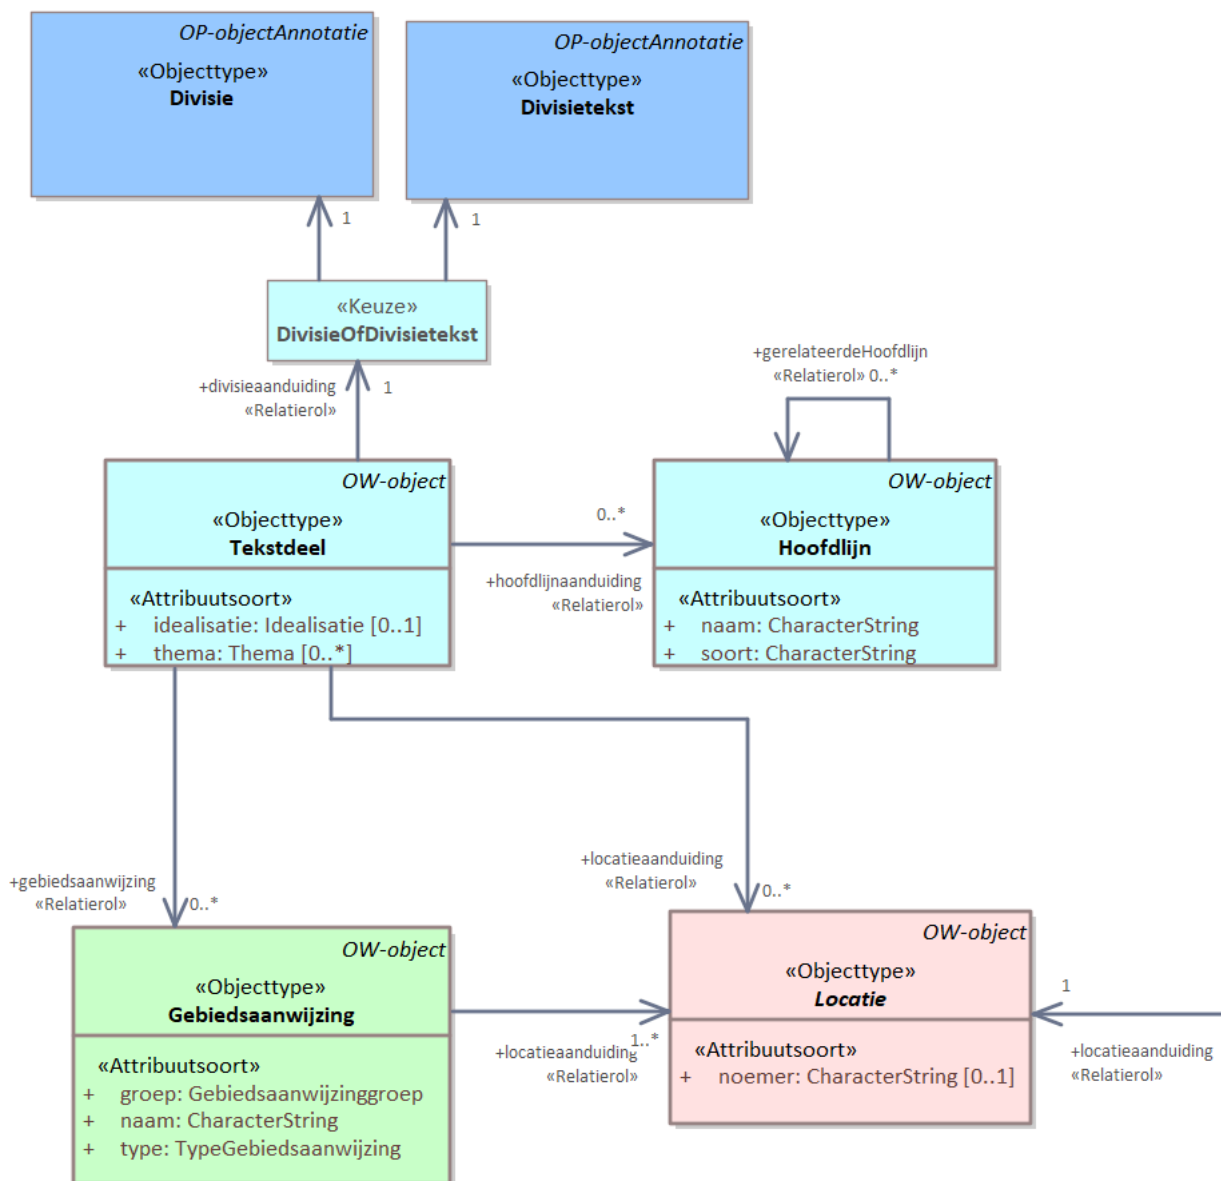 OP-objectAnnotatie
«Objecttype»
Divisie
OP-objectAnnotatie
«Objecttype»
Divisietekst
1
1
«Keuze»
DivisieOfDivisietekst
+divisieaanduiding
«Relatierol»
1
+gerelateerdeHoofdlijn
«Relatierol» 0..*
OW-object
«Objecttype»
Tekstdeel
«Attribuutsoort»
+ idealisatie: Idealisatie [0..1]
+ thema: Thema [0..*]
0..*
+hoofdlijnaanduiding
«Relatierol»
OW-object
«Objecttype»
Hoofdlijn
«Attribuutsoort»
+ naam: CharacterString
+ soort: CharacterString
+gebiedsaanwijzing
«Relatierol»
0..*
+locatieaanduiding
«Relatierol»
0..*
OW-object
«Objecttype»
Gebiedsaanwijzing
«Attribuutsoort»
+ groep: Gebiedsaanwijzinggroep
+ naam: CharacterString
+ type: TypeGebiedsaanwijzing
1..*
+locatieaanduiding
«Relatierol»
OW-object
«Objecttype»
Locatie
«Attribuutsoort»
+ noemer: CharacterString [0..1]
1
+locatieaanduiding
«Relatierol»